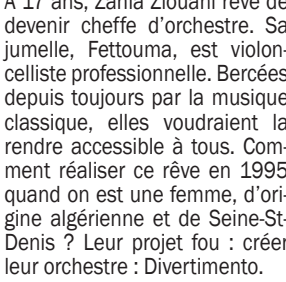 A 17 ans, Zahia Ziouani rêve de
devenir cheffe d'orchestre. Sa
jumelle, Fettouma, est violon-
celliste professionnelle. Bercées
depuis toujours par la musique
classique, elles voudraient la
rendre accessible à tous. Com-
ment réaliser ce rêve en 1995
quand on est une femme, d'ori-
gine algérienne et de Seine-St-
Denis ? Leur projet fou : créer
leur orchestre : Divertimento.